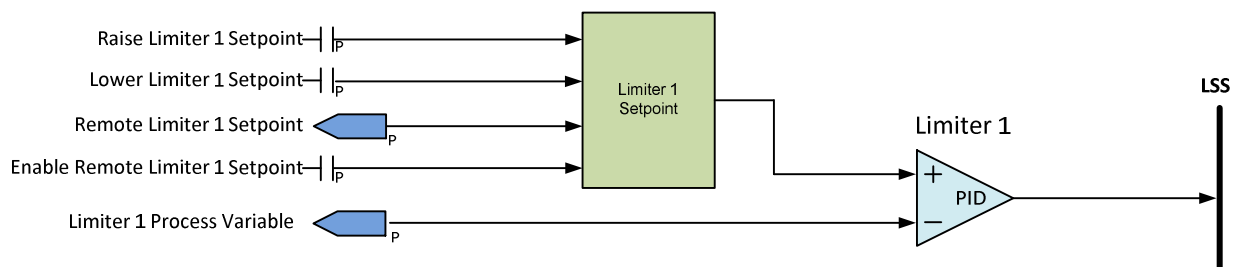 Raise Limiter 1 Setpoint
P
Lower Limiter 1 Setpoint
P
Remote Limiter 1 Setpoint
P
Enable Remote Limiter 1 Setpoint
P
Limiter 1 Process Variable
P
Limiter 1
Setpoint
Limiter 1
+
PID
−
LSS